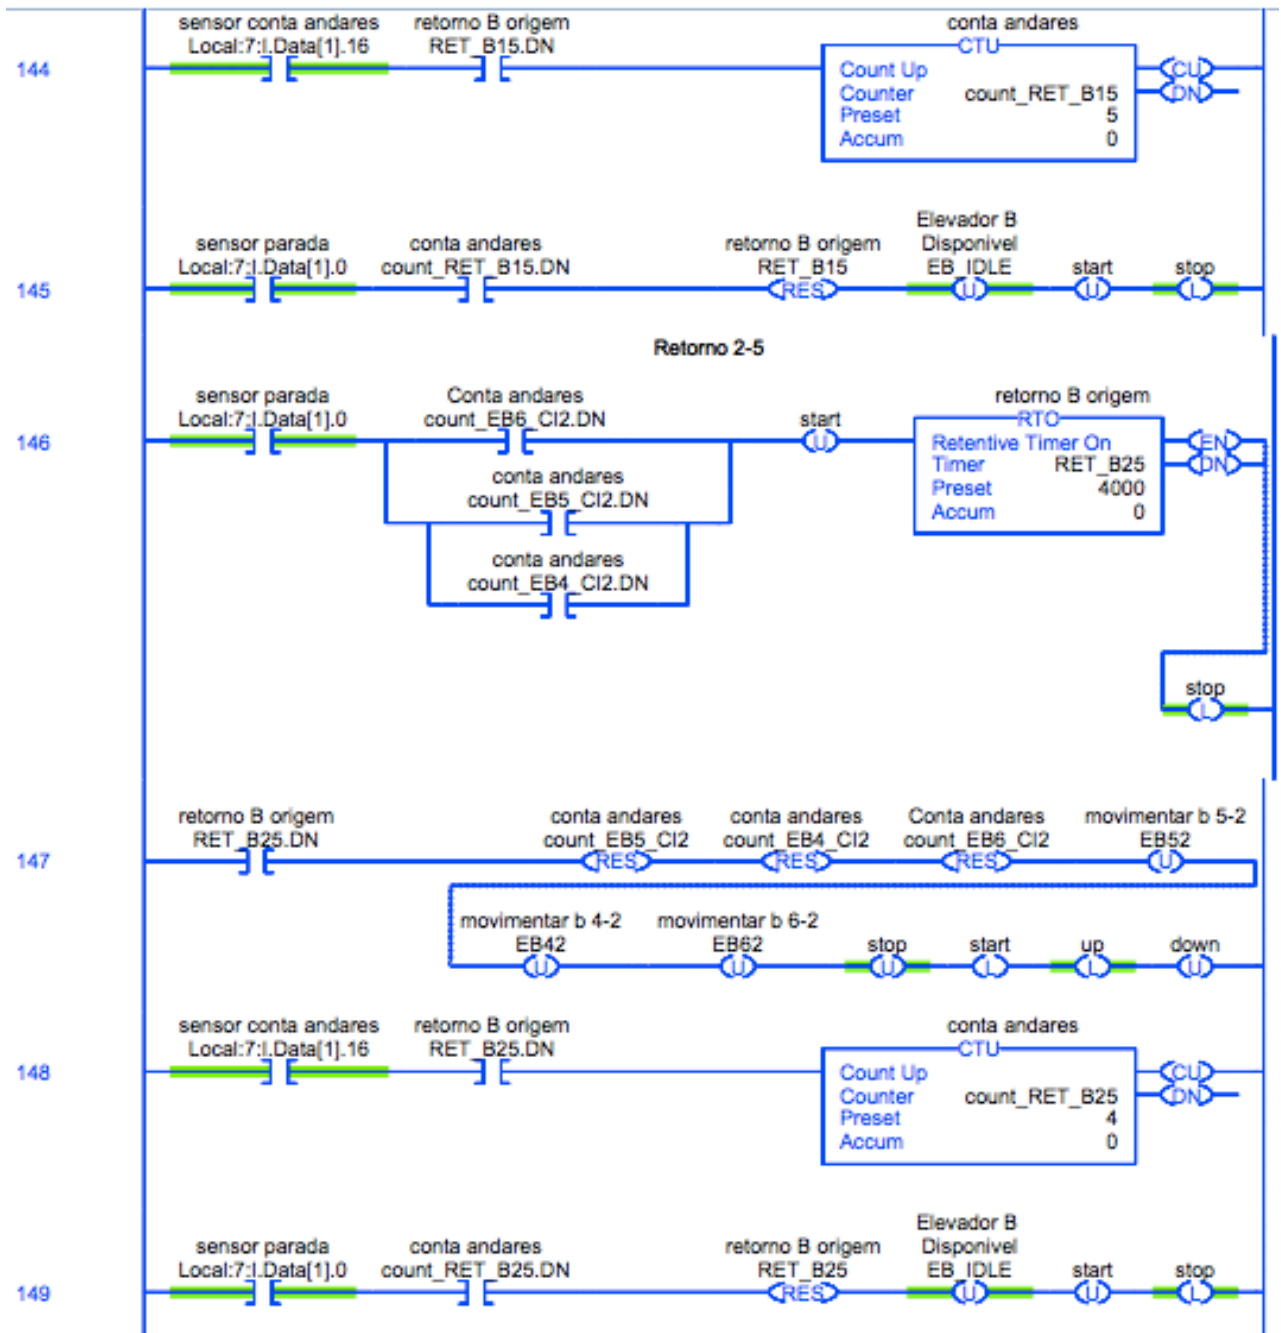 sensor conta andares retorno B origem conta andares
Local:7:I.Data[1].16 RET_B15.DN CTU
144
Count Up CU
Counter count_RET_B15 DN
Preset 5
Accum 0
Elevador B
sensor parada conta andares retorno B origem Disponivel
Local:7:I.Data[1].0 count_RET_B15.DN RET_B15 EB_IDLE start stop
145 RES U U L
Retorno 2-5
sensor parada Conta andares retorno B origem
Local:7:I.Data[1].0 count_EB6_CI2.DN start RTO
146 U Retentive Timer On EN
Timer RET_B25 DN
Preset 4000
Accum 0
conta andares
count_EB5_CI2.DN
conta andares
count_EB4_CI2.DN
stop
L
retorno B origem conta andares conta andares Conta andares movimentar b 5-2
RET_B25.DN count_EB5_CI2 count_EB4_CI2 count_EB6_CI2 EB52
147 RES RES RES U
movimentar b 4-2 movimentar b 6-2
EB42 EB62 stop start up down
U U U L L U
sensor conta andares retorno B origem conta andares
Local:7:I.Data[1].16 RET_B25.DN CTU
148 Count Up CU
Counter count_RET_B25 DN
Preset 4
Accum 0
Elevador B
sensor parada conta andares retorno B origem Disponivel
Local:7:I.Data[1].0 count_RET_B25.DN RET_B25 EB_IDLE start stop
149 RES U U L